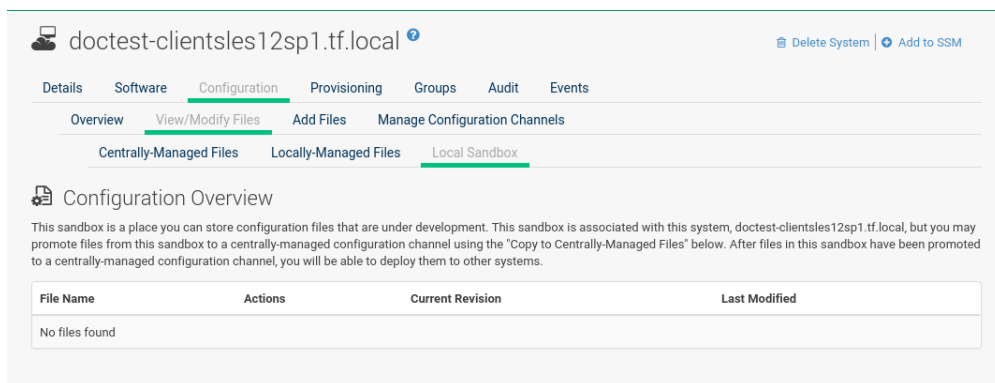 doctest-clientsles12sp1.tf.local ?
Delete System | Add to SSM
Details Software Configuration Provisioning Groups Audit Events
Overview View/Modify Files Add Files Manage Configuration Channels
Centrally-Managed Files Locally-Managed Files Local Sandbox
Configuration Overview
This sandbox is a place you can store configuration files that are under development. This sandbox is associated with this system, doctest-clientsles12sp1.tf.local, but you may
promote files from this sandbox to a centrally-managed configuration channel using the "Copy to Centrally-Managed Files" below. After files in this sandbox have been promoted
to a centrally-managed configuration channel, you will be able to deploy them to other systems.
File Name Actions Current Revision Last Modified
No files found